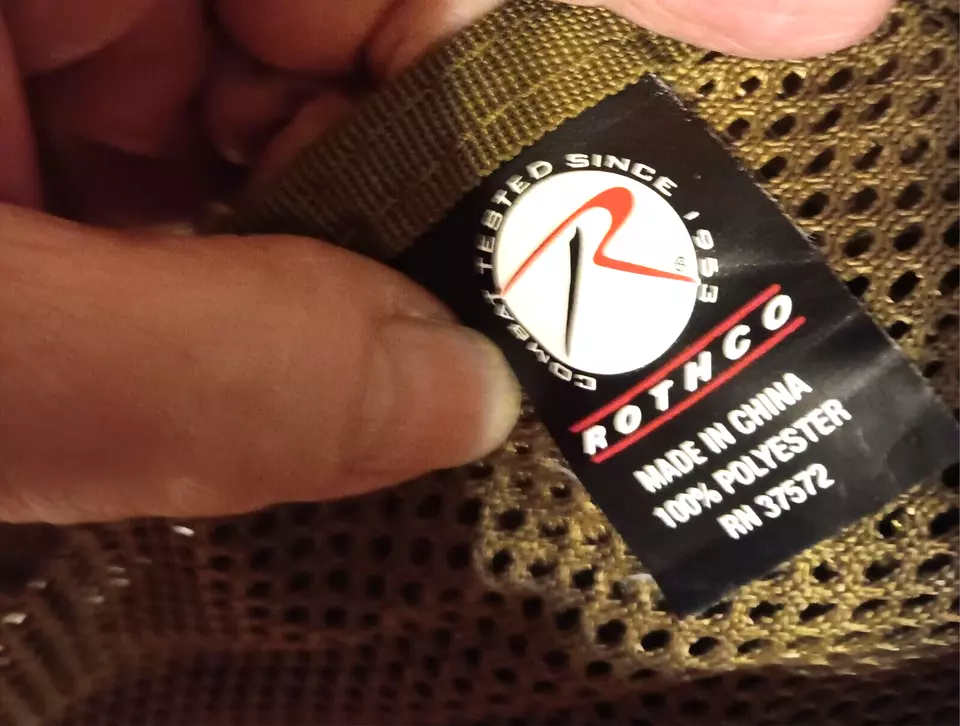 COMBAT TESTED SINCE 1953
R®
ROTHCO
MADE IN CHINA
100% POLYESTER
RN 37572